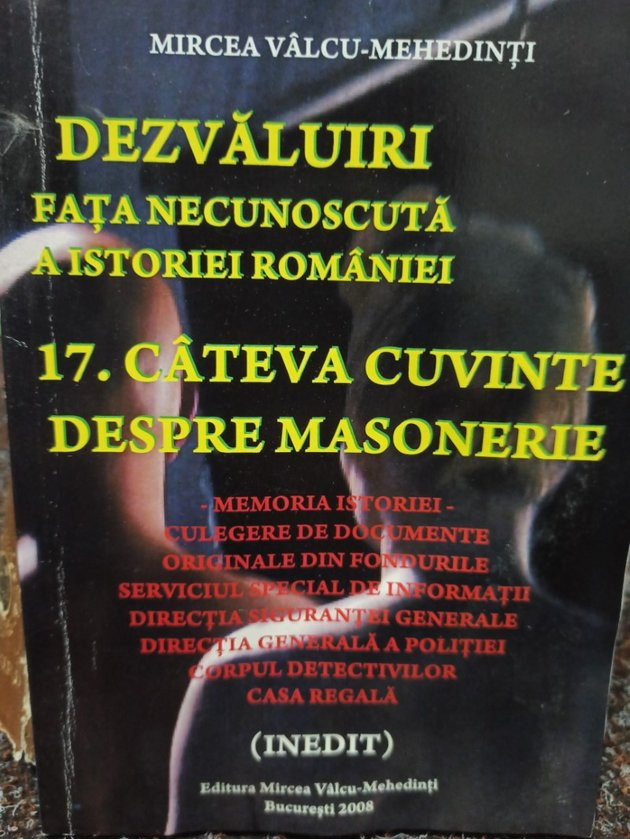 MIRCEA VÂLCU-MEHEDINȚI
DEZVĂLUIRI
FAȚA NECUNOSCUTĂ
A ISTORIEI ROMÂNIEI
17. CÂTEVA CUVINTE
DESPRE MASONERIE
- MEMORIA ISTORIEI -
CULEGERE DE DOCUMENTE
ORIGINALE DIN FONDURILE
SERVICIUL SPECIAL DE INFORMAȚII
DIRECȚIA SIGURANȚEI GENERALE
DIRECȚIA GENERALĂ A POLIȚIEI
CORPUL DETECTIVILOR
CASA REGALĂ
(INEDIT)
Editura Mircea Vâlcu-Mehedinți
București 2008